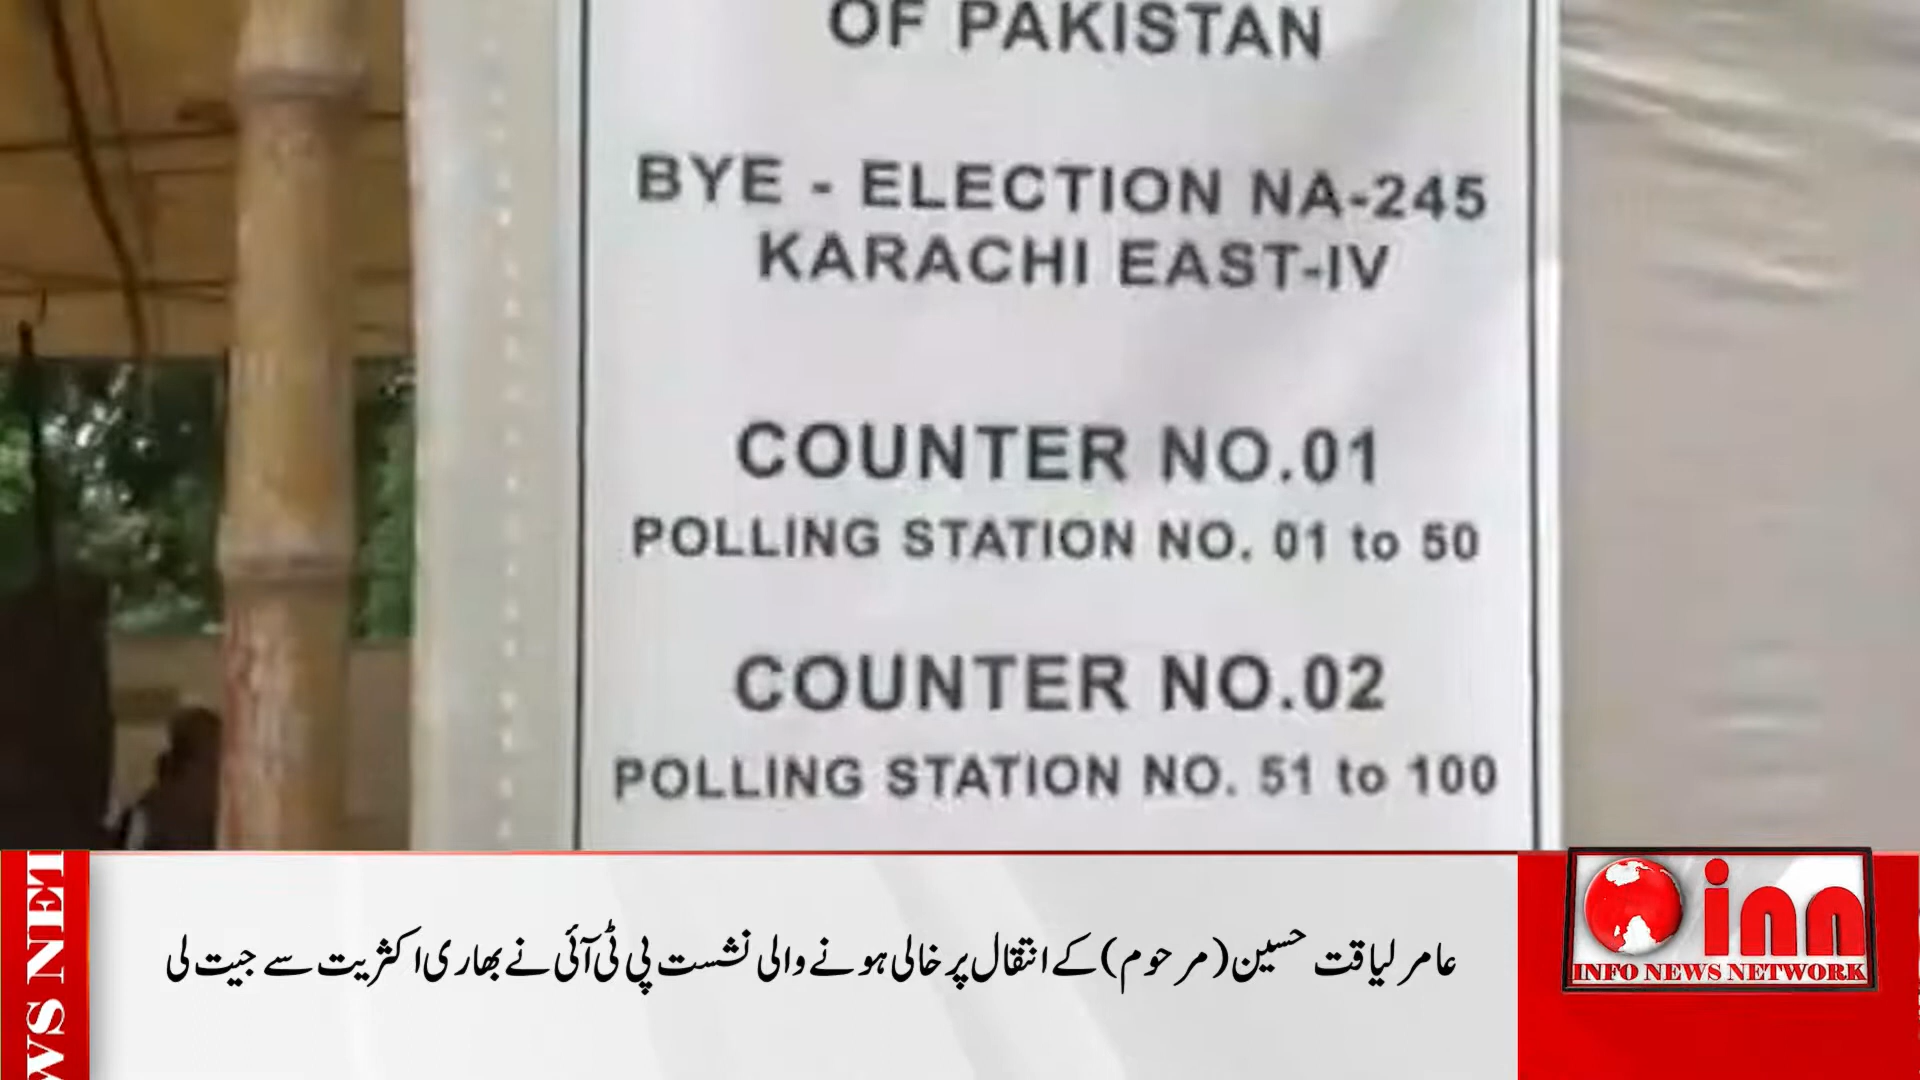 OF PAKISTAN
BYE - ELECTION NA-245
KARACHI EAST-IV
COUNTER NO.01
POLLING STATION NO. 01 to 50
COUNTER NO.02
POLLING STATION NO. 51 to 100
عامر لیاقت حسین(مرحوم)کے انتقال پر خالی ہونے والی نشست پی ٹی آئی نے بھاری اکثریت سے جیت لی
inn
INFO NEWS NETWORK
WS NET